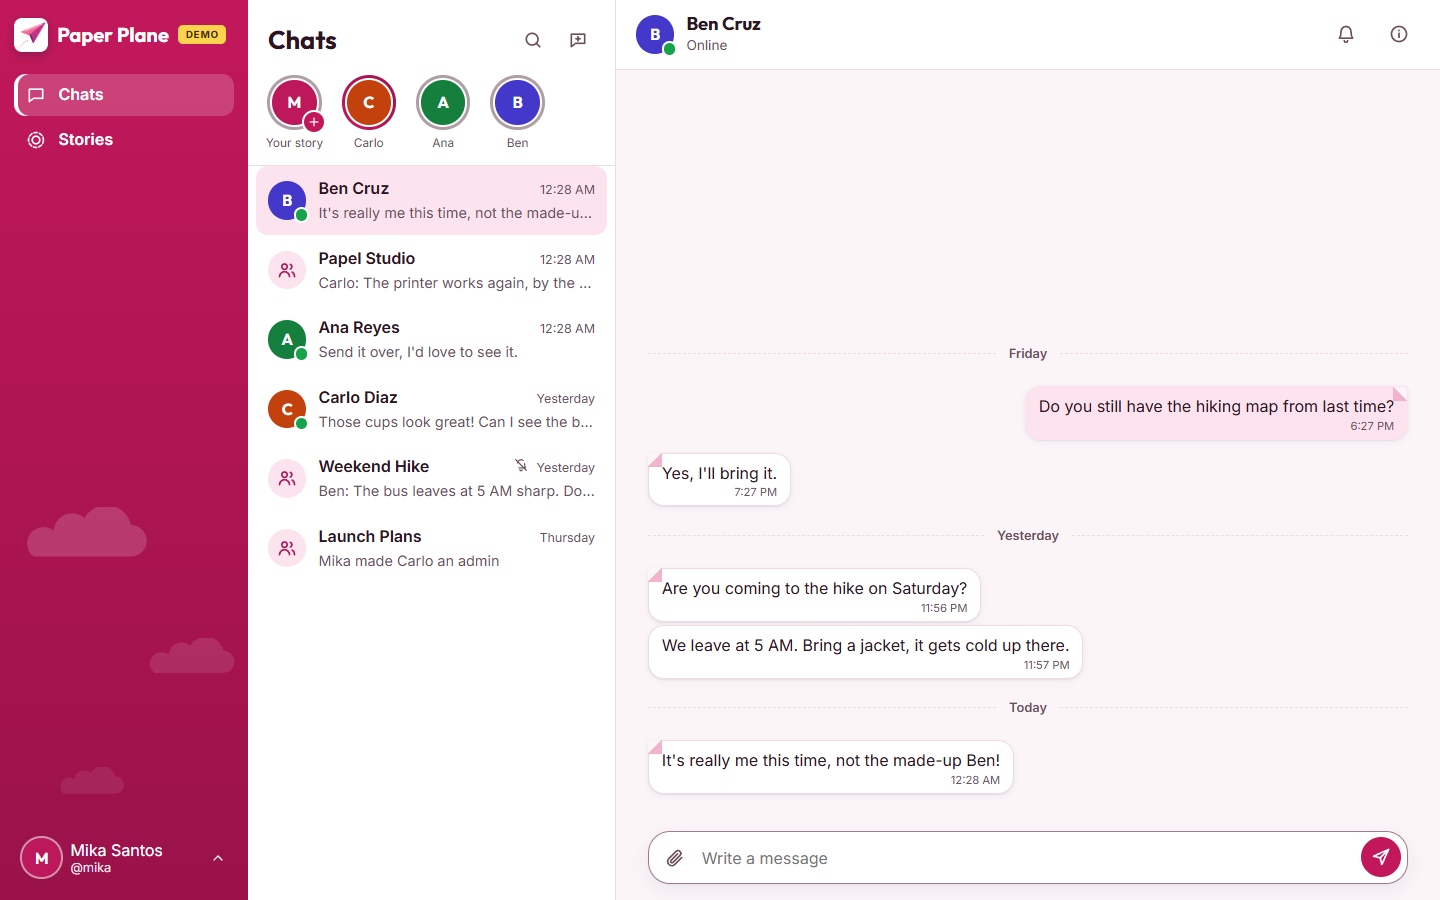 Paper Plane DEMO
Chats
Stories
M
Mika Santos
@mika
Chats
M C A B
Your story Carlo Ana Ben
B
Ben Cruz 12:28 AM
It's really me this time, not the made-u...
Papel Studio 12:28 AM
Carlo: The printer works again, by the ...
A
Ana Reyes 12:28 AM
Send it over, I'd love to see it.
C
Carlo Diaz Yesterday
Those cups look great! Can I see the b...
Weekend Hike Yesterday
Ben: The bus leaves at 5 AM sharp. Do...
Launch Plans Thursday
Mika made Carlo an admin
B
Ben Cruz
Online
Friday
Do you still have the hiking map from last time?
6:27 PM
Yes, I'll bring it.
7:27 PM
Yesterday
Are you coming to the hike on Saturday?
11:56 PM
We leave at 5 AM. Bring a jacket, it gets cold up there.
11:57 PM
Today
It's really me this time, not the made-up Ben!
12:28 AM
Write a message